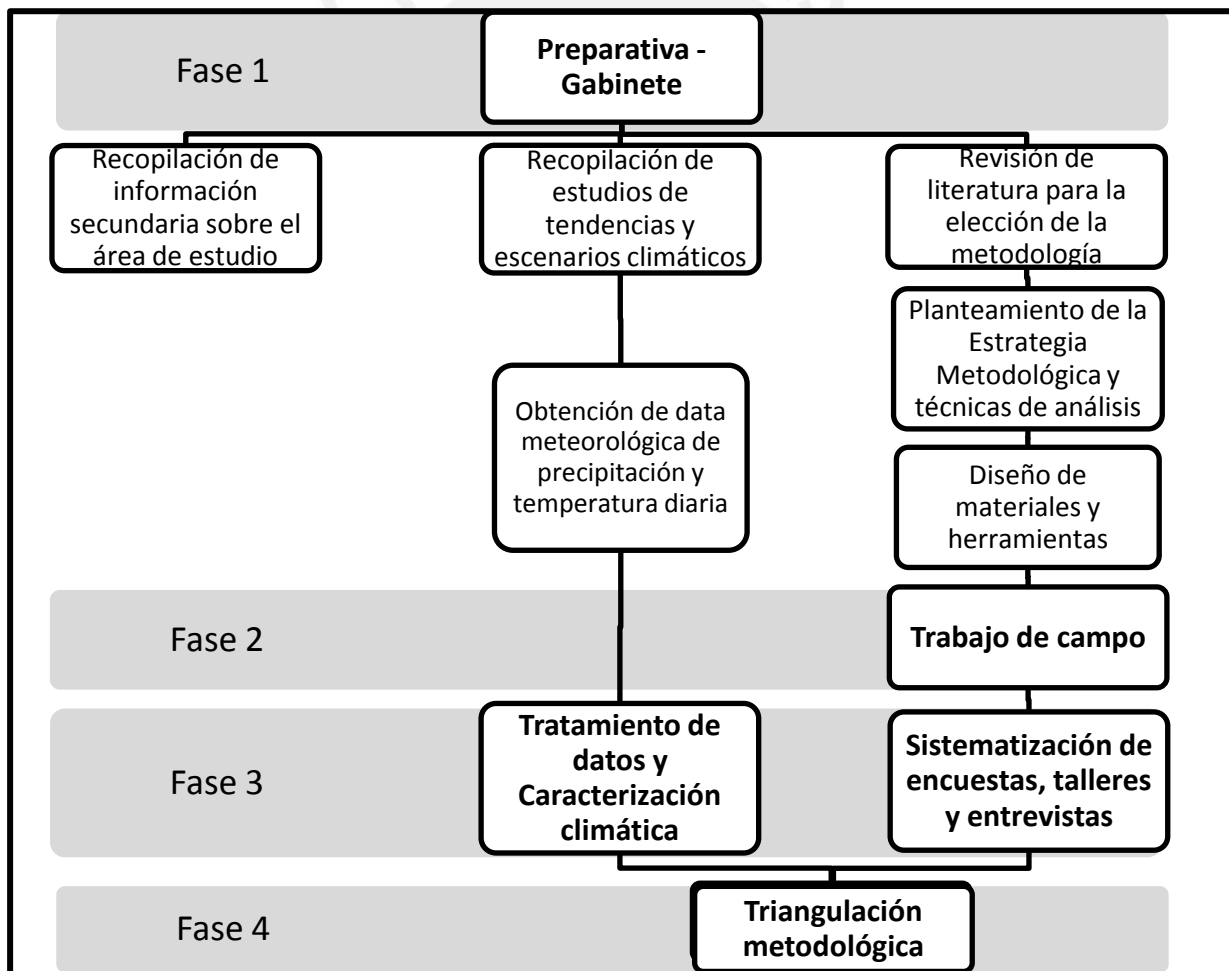 Fase 1
Preparativa -
Gabinete
Recopilación de
información
secundaria sobre el
área de estudio
Recopilación de
estudios de
tendencias y
escenarios climáticos
Revisión de
literatura para la
elección de la
metodología
Planteamiento de la
Estrategia
Metodológica y
técnicas de análisis
Obtención de data
meteorológica de
precipitación y
temperatura diaria
Diseño de
materiales y
herramientas
Fase 2
Trabajo de campo
Fase 3
Tratamiento de
datos y
Caracterización
climática
Sistematización de
encuestas, talleres
y entrevistas
Fase 4
Triangulación
metodológica